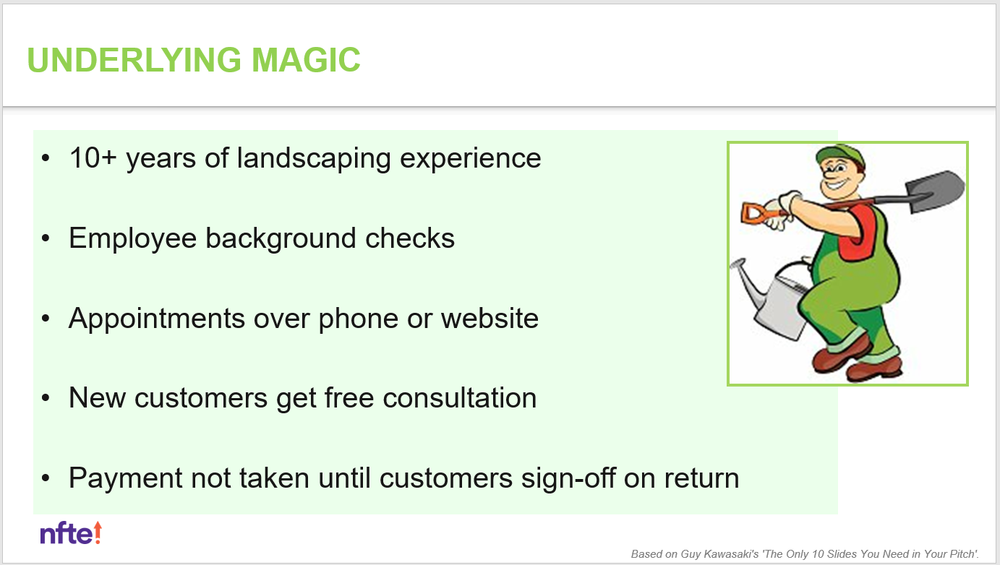 UNDERLYING MAGIC
• 10+ years of landscaping experience
• Employee background checks
• Appointments over phone or website
• New customers get free consultation
• Payment not taken until customers sign-off on return
nfte!
Based on Guy Kawasaki's 'The Only 10 Slides You Need in Your Pitch'.